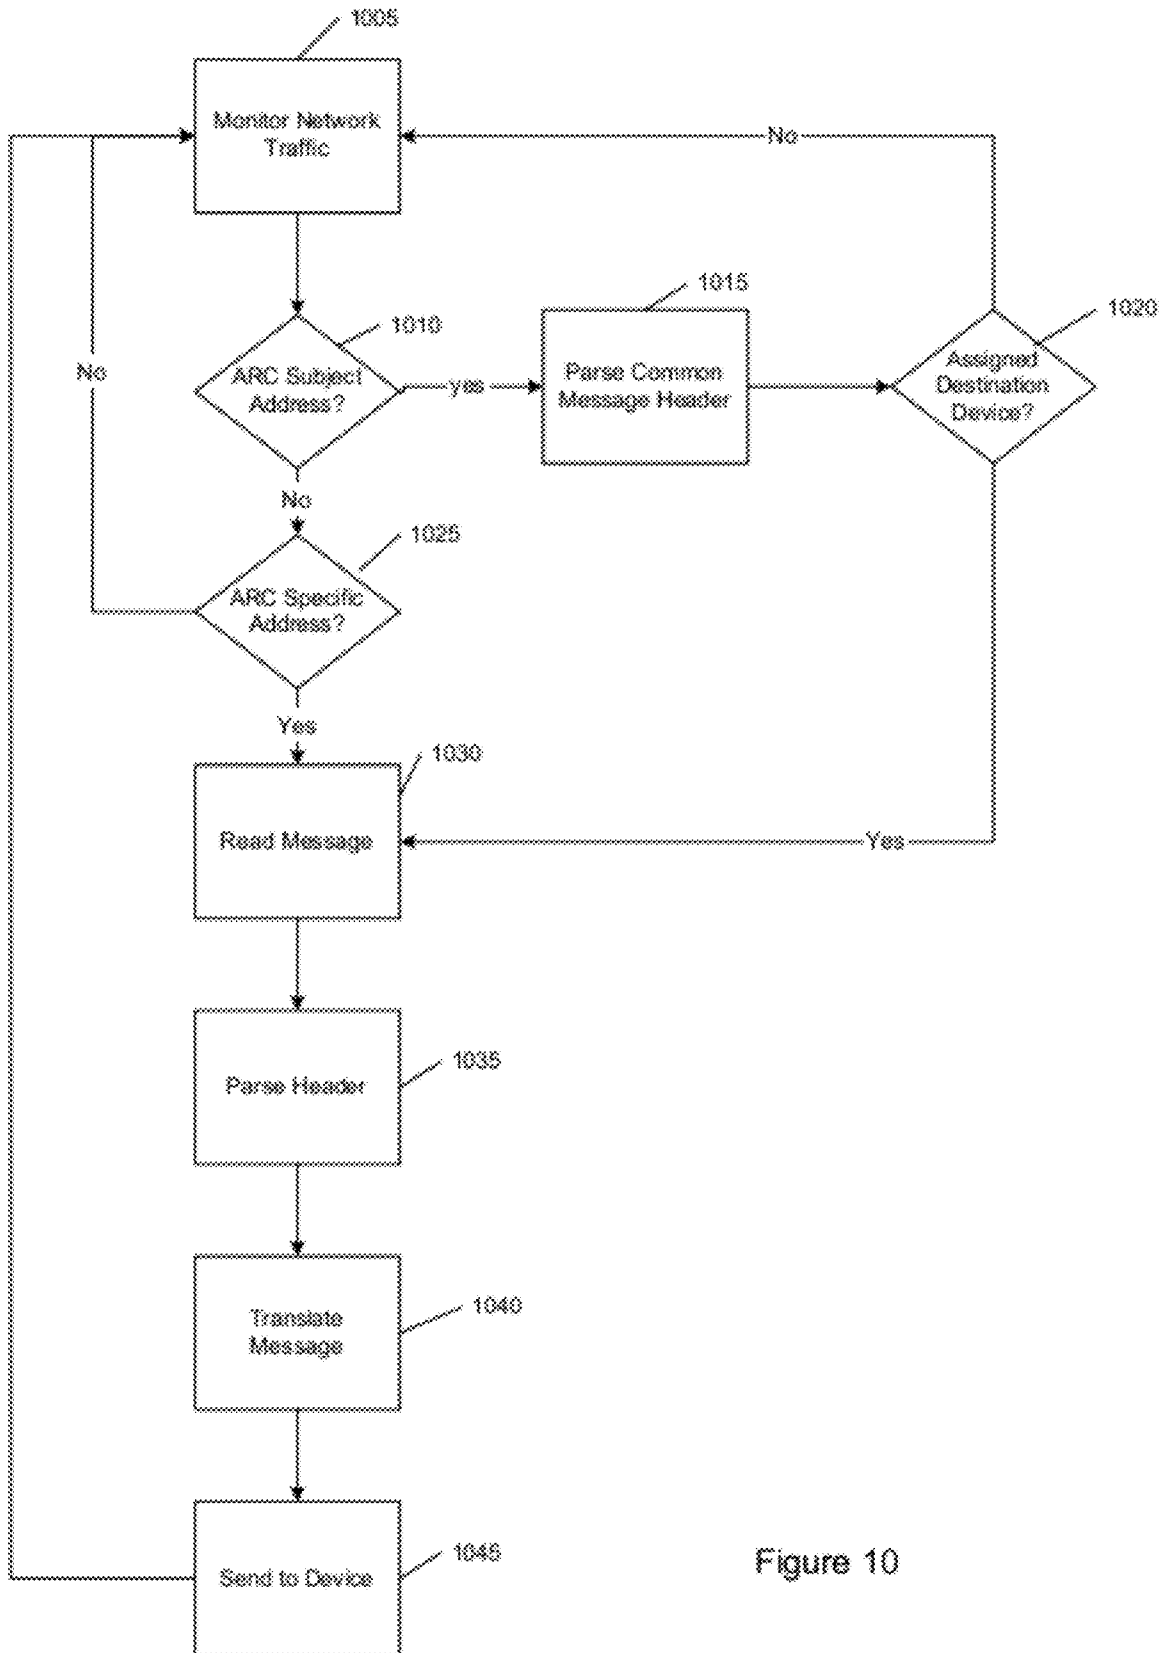 1005
Monitor Network
Traffic
No
1010
ARC Subject
Address?
yes
1015
Parse Common
Message Header
1020
Assigned
Destination
Device?
No
No
1025
ARC Specific
Address?
Yes
1030
Read Message
Yes
1035
Parse Header
1040
Translate
Message
1045
Send to Device
Figure 10